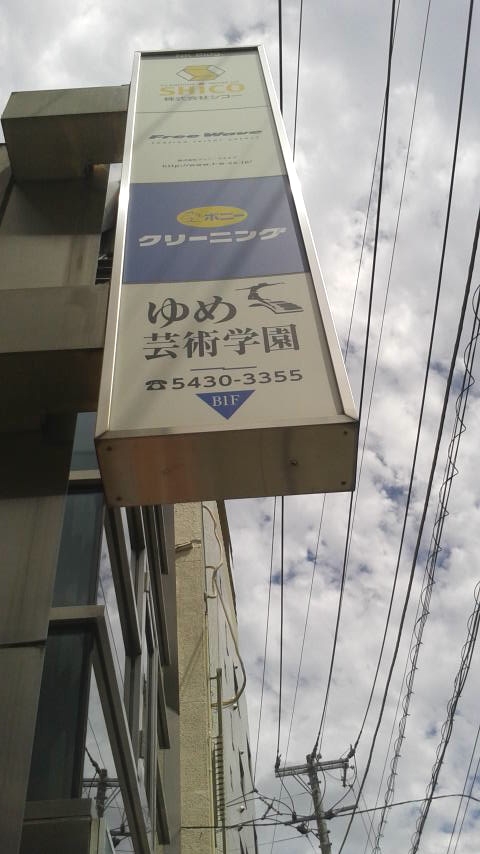 SHICO
株式会社シコー
Free Wave
ポニー
クリーニング
ゆめ
芸術学園
☎5430-3355
B1F